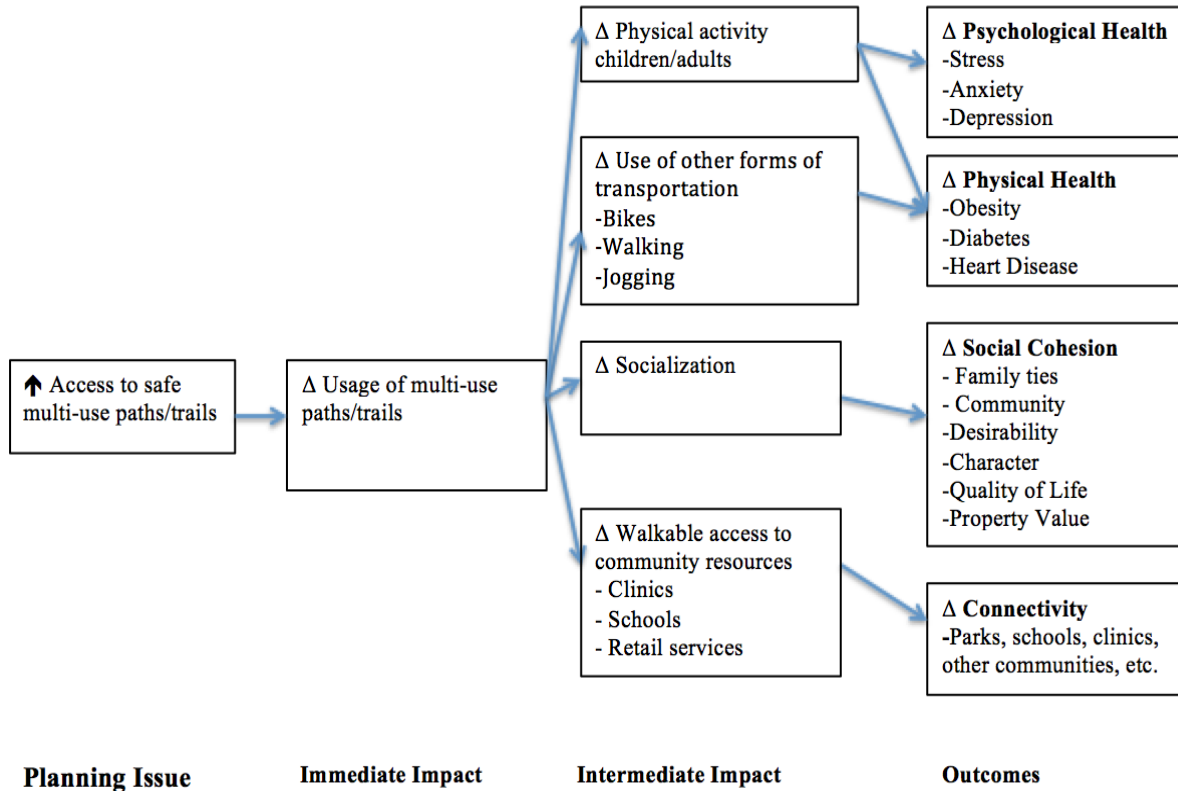 ⬆ Access to safe
multi-use paths/trails
Δ Usage of multi-use
paths/trails
Δ Physical activity
children/adults
Δ Use of other forms of
transportation
-Bikes
-Walking
-Jogging
Δ Socialization
Δ Walkable access to
community resources
- Clinics
- Schools
- Retail services
Δ Psychological Health
-Stress
-Anxiety
-Depression
Δ Physical Health
-Obesity
-Diabetes
-Heart Disease
Δ Social Cohesion
- Family ties
- Community
-Desirability
-Character
-Quality of Life
-Property Value
Δ Connectivity
-Parks, schools, clinics,
other communities, etc.
Planning Issue
Immediate Impact
Intermediate Impact
Outcomes